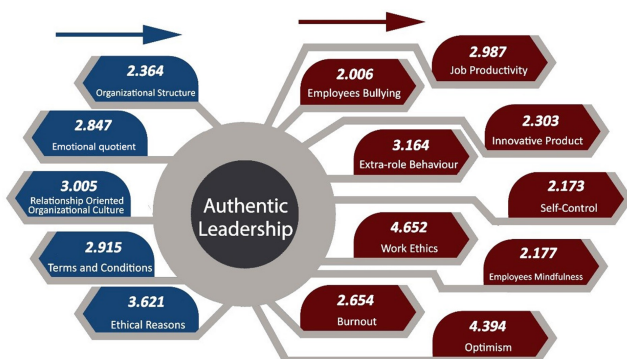 2.364
Organizational Structure
2.847
Emotional quotient
3.005
Relationship Oriented
Organizational Culture
2.915
Terms and Conditions
3.621
Ethical Reasons
Authentic
Leadership
2.987
Job Productivity
2.006
Employees Bullying
2.303
Innovative Product
3.164
Extra-role Behaviour
2.173
Self-Control
4.652
Work Ethics
2.177
Employees Mindfulness
2.654
Burnout
4.394
Optimism